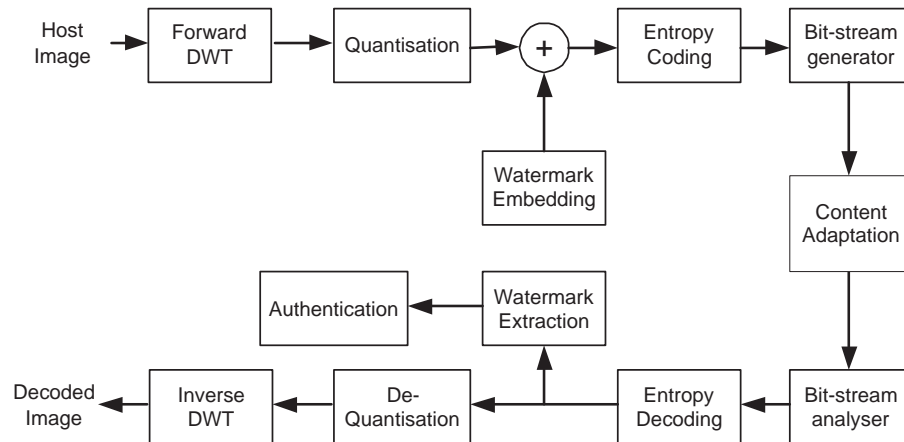 Host
Image
Forward
DWT
Quantisation
+
Entropy
Coding
Bit-stream
generator
Watermark
Embedding
Content
Adaptation
Authentication
Watermark
Extraction
Decoded
Image
Inverse
DWT
De-
Quantisation
Entropy
Decoding
Bit-stream
analyser